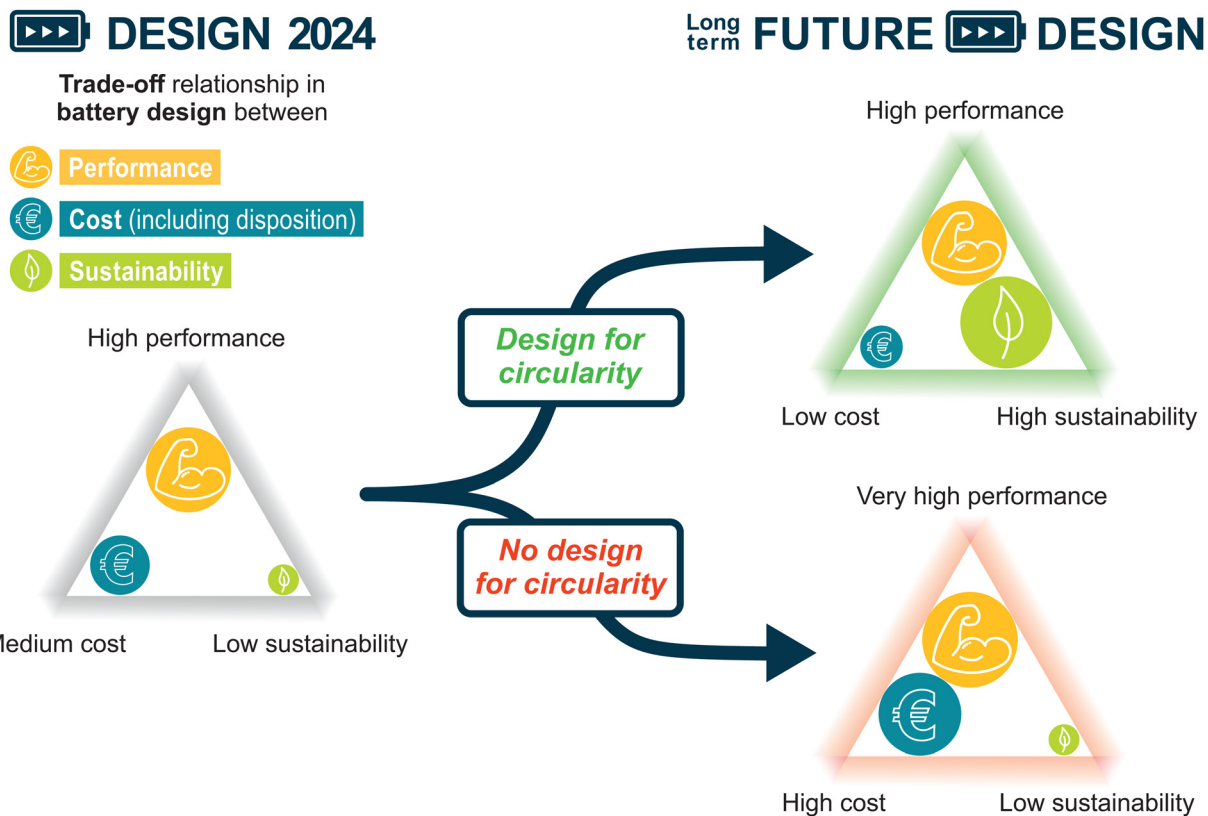 DESIGN 2024
Trade-off relationship in
battery design between
Performance
€
Cost (including disposition)
Sustainability
High performance
€
Medium cost
Low sustainability
Design for
circularity
No design
for circularity
Long
term
FUTURE DESIGN
High performance
€
Low cost
High sustainability
Very high performance
€
High cost
Low sustainability